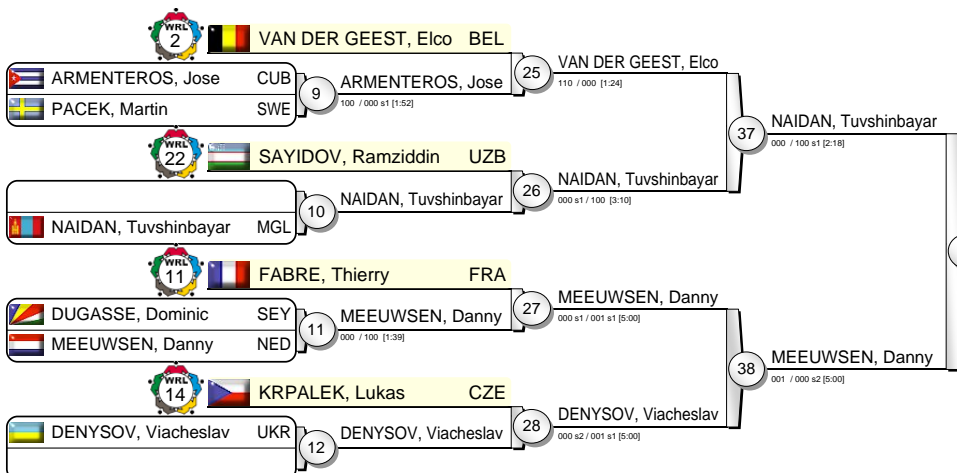 WRL
2
VAN DER GEEST, Elco BEL
ARMENTEROS, Jose CUB
PACEK, Martin SWE
9
ARMENTEROS, Jose
100 / 000 s1 [1:52]
25
VAN DER GEEST, Elco
110 / 000 [1:24]
WRL
22
SAYIDOV, Ramziddin UZB
NAIDAN, Tuvshinbayar MGL
10
NAIDAN, Tuvshinbayar
26
NAIDAN, Tuvshinbayar
000 s1 / 100 [3:10]
37
NAIDAN, Tuvshinbayar
000 / 100 s1 [2:18]
WRL
11
FABRE, Thierry FRA
DUGASSE, Dominic SEY
MEEUWSEN, Danny NED
11
MEEUWSEN, Danny
000 / 100 [1:39]
27
MEEUWSEN, Danny
000 s1 / 001 s1 [5:00]
WRL
14
KRPALEK, Lukas CZE
DENYSOV, Viacheslav UKR
12
DENYSOV, Viacheslav
28
DENYSOV, Viacheslav
000 s2 / 001 s1 [5:00]
38
MEEUWSEN, Danny
001 / 000 s2 [5:00]